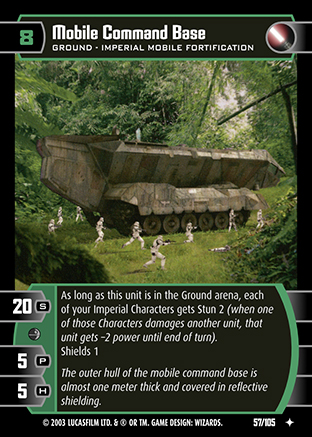 8 Mobile Command Base
GROUND - IMPERIAL MOBILE FORTIFICATION
20 S
5 P
5 H
As long as this unit is in the Ground arena, each
of your Imperial Characters gets Stun 2 (when one
of those Characters damages another unit, that
unit gets -2 power until end of turn).
Shields 1
The outer hull of the mobile command base is
almost one meter thick and covered in reflective
shielding.
© 2003 LUCASFILM LTD. & ® OR TM. GAME DESIGN: WIZARDS. 57/105